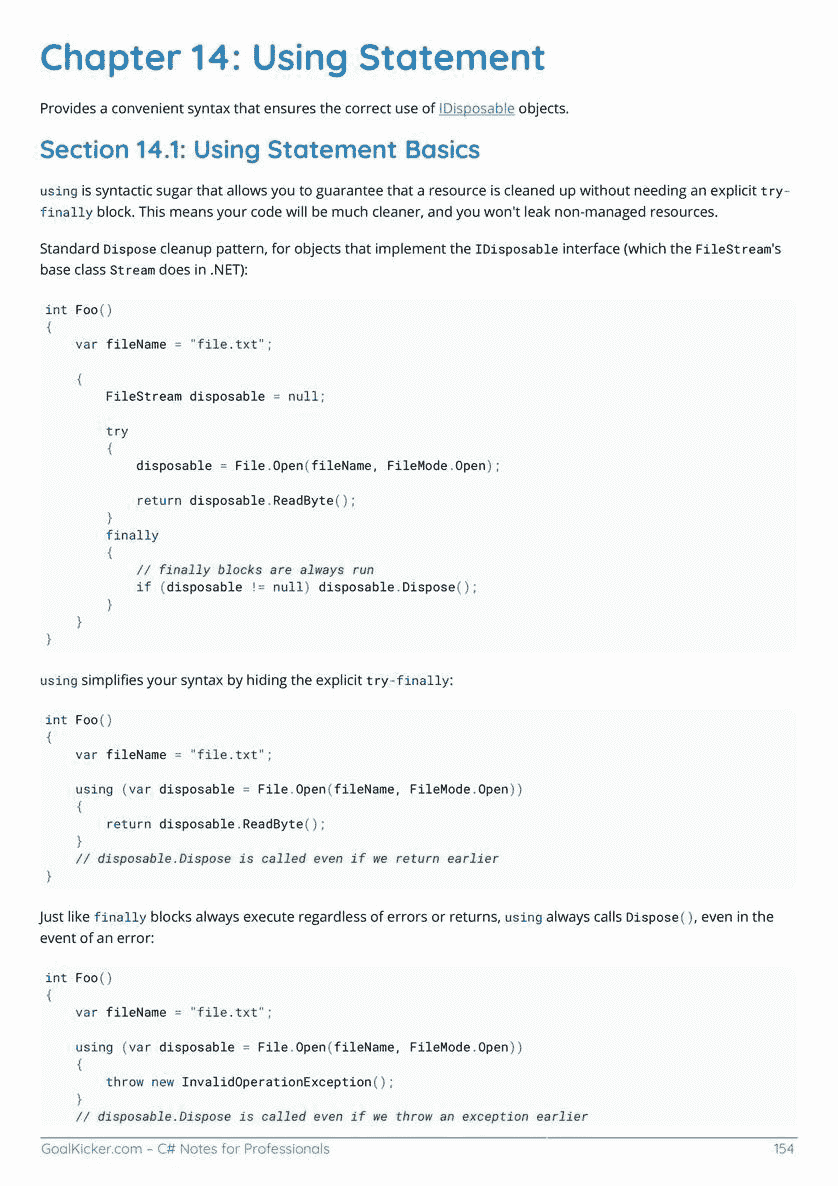 Chapter 14: Using Statement
Provides a convenient syntax that ensures the correct use of IDisposable objects.
Section 14.1: Using Statement Basics
using is syntactic sugar that allows you to guarantee that a resource is cleaned up without needing an explicit try-
finally block. This means your code will be much cleaner, and you won't leak non-managed resources.
Standard Dispose cleanup pattern, for objects that implement the IDisposable interface (which the FileStream's
base class Stream does in .NET):
int Foo()
{
    var fileName = "file.txt";
    {
        FileStream disposable = null;
        try
        {
            disposable = File.Open(fileName, FileMode.Open);
            return disposable.ReadByte();
        }
        finally
        {
            // finally blocks are always run
            if (disposable != null) disposable.Dispose();
        }
    }
}
using simplifies your syntax by hiding the explicit try-finally:
int Foo()
{
    var fileName = "file.txt";
    using (var disposable = File.Open(fileName, FileMode.Open))
    {
        return disposable.ReadByte();
    }
    // disposable.Dispose is called even if we return earlier
}
Just like finally blocks always execute regardless of errors or returns, using always calls Dispose(), even in the
event of an error:
int Foo()
{
    var fileName = "file.txt";
    using (var disposable = File.Open(fileName, FileMode.Open))
    {
        throw new InvalidOperationException();
    }
    // disposable.Dispose is called even if we throw an exception earlier
GoalKicker.com – C# Notes for Professionals 154